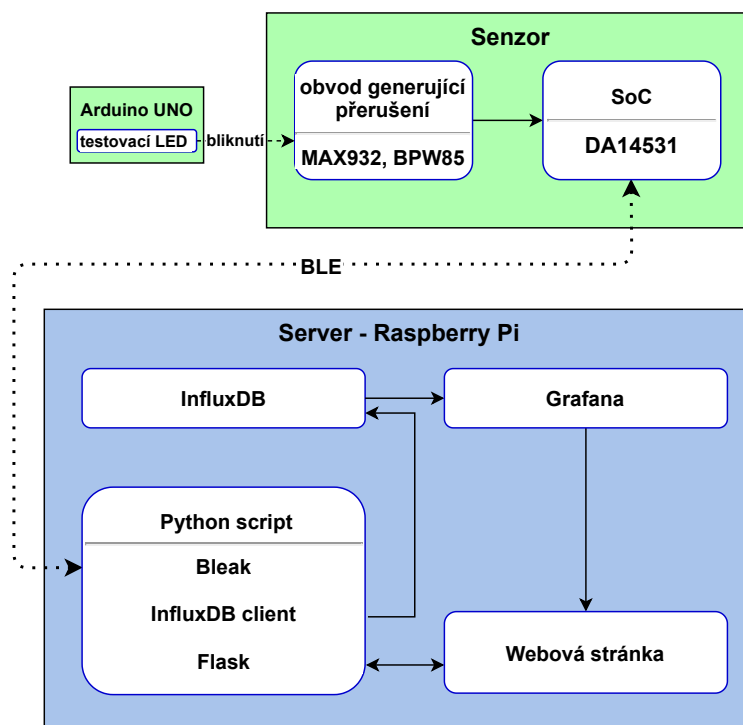 Senzor
Arduino UNO
testovací LED
bliknutí
obvod generující
přerušení
MAX932, BPW85
SoC
DA14531
BLE
Server - Raspberry Pi
InfluxDB
Grafana
Python script
Bleak
InfluxDB client
Flask
Webová stránka